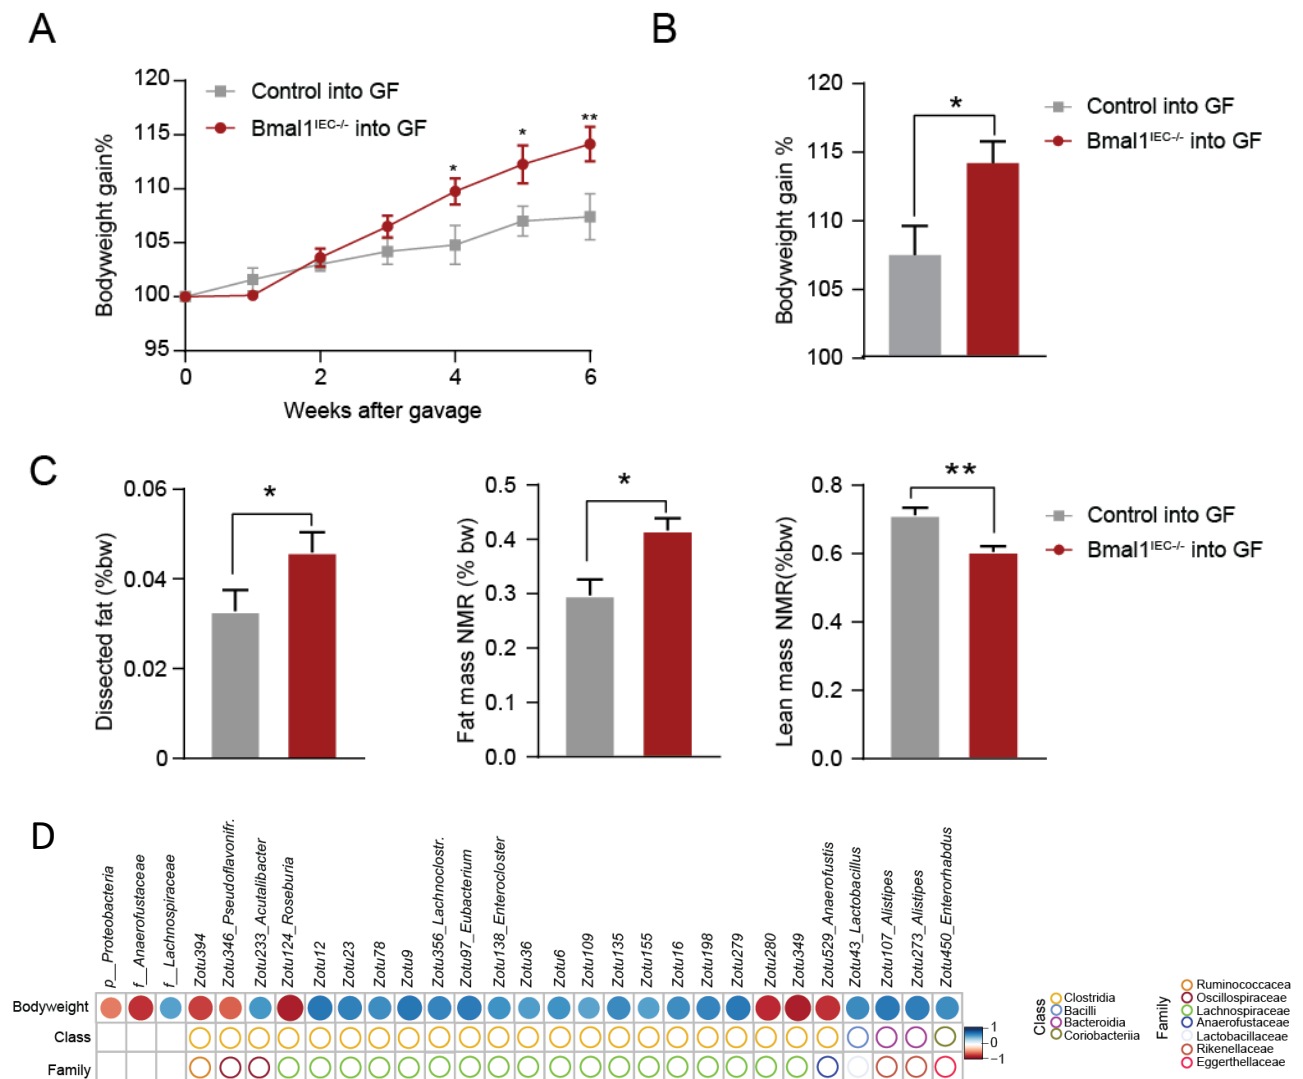 A
120
115
110
105
100
95
Bodyweight gain%
Control into GF
Bmal1IEC-/- into GF
*
*
**
0 2 4 6
Weeks after gavage
B
120
115
110
105
100
Bodyweight gain %
*
Control into GF
Bmal1IEC-/- into GF
C
0.06
0.04
0.02
0
Dissected fat (%bw)
*
0.5
0.4
0.3
0.2
0.1
0.0
Fat mass NMR (% bw)
*
0.8
0.6
0.4
0.2
0.0
Lean mass NMR(%bw)
**
Control into GF
Bmal1IEC-/- into GF
D
p__Proteobacteria
f__Anaerofustaceae
f__Lachnospiraceae
Zotu394
Zotu346_Pseudoflavonifr.
Zotu233_Acutalibacter
Zotu124_Roseburia
Zotu12
Zotu23
Zotu78
Zotu9
Zotu356_Lachnoclostr.
Zotu97_Eubacterium
Zotu138_Enterocloster
Zotu36
Zotu6
Zotu109
Zotu135
Zotu155
Zotu16
Zotu198
Zotu279
Zotu280
Zotu349
Zotu529_Anaerofustis
Zotu43_Lactobacillus
Zotu107_Alistipes
Zotu273_Alistipes
Zotu450_Enterorhabdus
Bodyweight
Class
Family
1
0
−1
Class
Clostridia
Bacilli
Bacteroidia
Coriobacteriia
Family
Ruminococcacea
Oscillospiraceae
Lachnospiraceae
Anaerofustaceae
Lactobacillaceae
Rikenellaceae
Eggerthellaceae